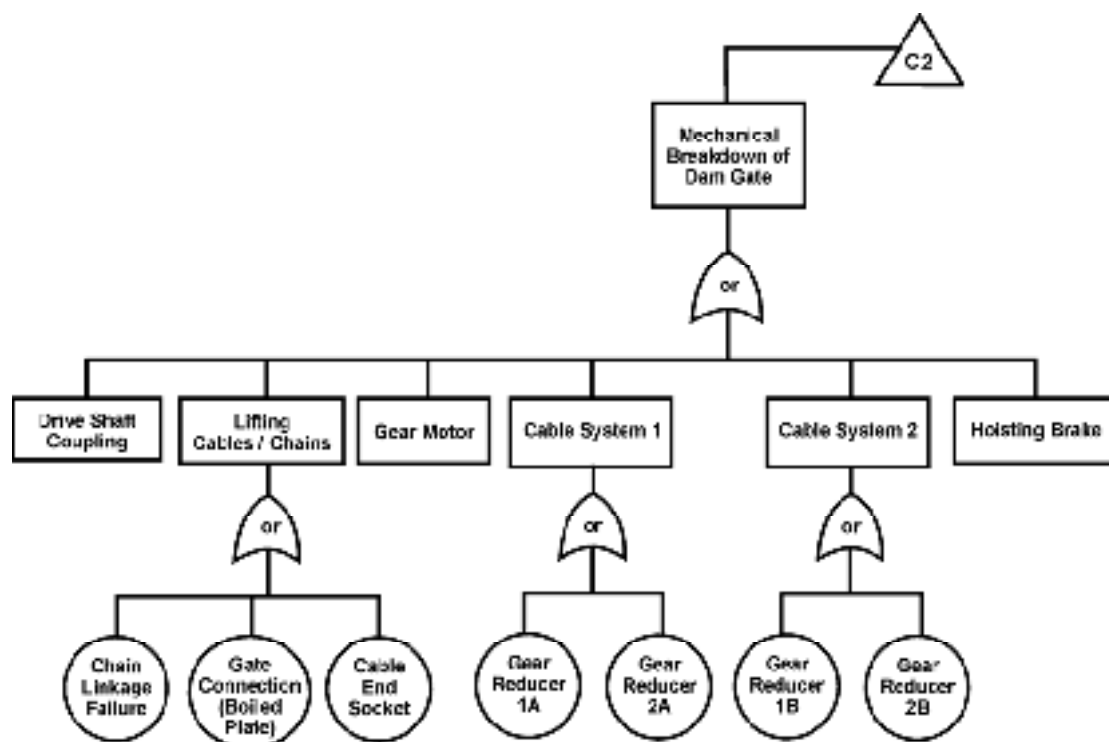 C2
Mechanical
Breakdown of
Dam Gate
or
Drive Shaft
Coupling
Lifting
Cables / Chains
Gear Motor
Cable System 1
Cable System 2
Hoisting Brake
or
or
or
Chain
Linkage
Failure
Gate
Connection
(Boiled
Plate)
Cable
End
Socket
Gear
Reducer
1A
Gear
Reducer
2A
Gear
Reducer
1B
Gear
Reducer
2B